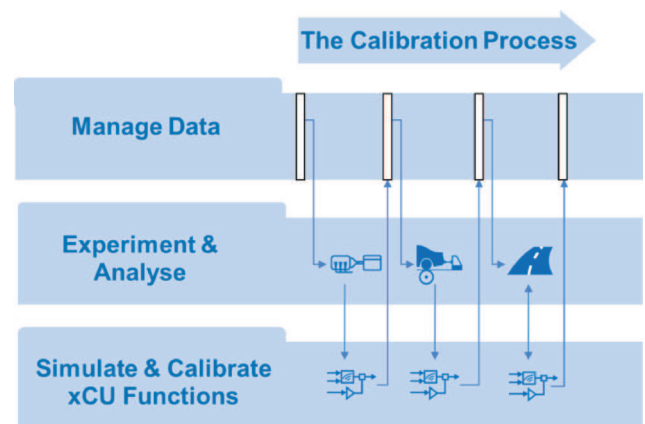 The Calibration Process
Manage Data
Experiment &
Analyse
Simulate & Calibrate
xCU Functions